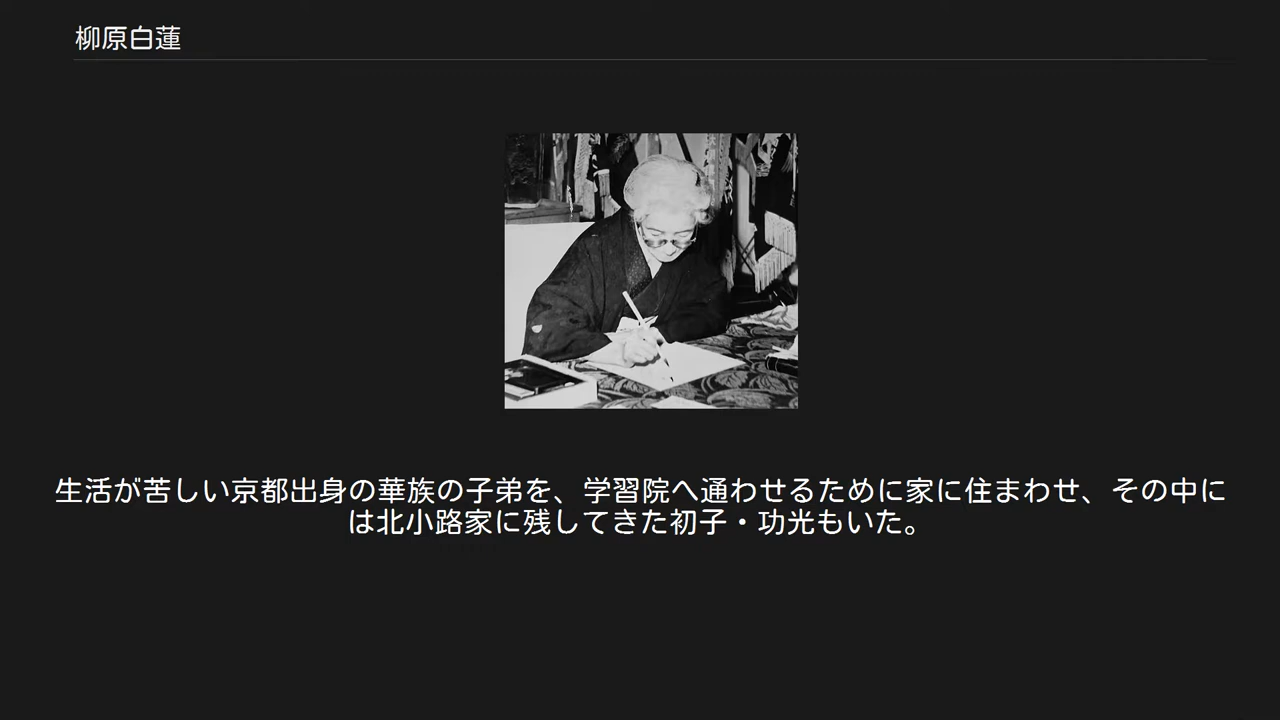 柳原白蓮
生活が苦しい京都出身の華族の子弟を、学習院へ通わせるために家に住まわせ、その中に
は北小路家に残してきた初子・功光もいた。